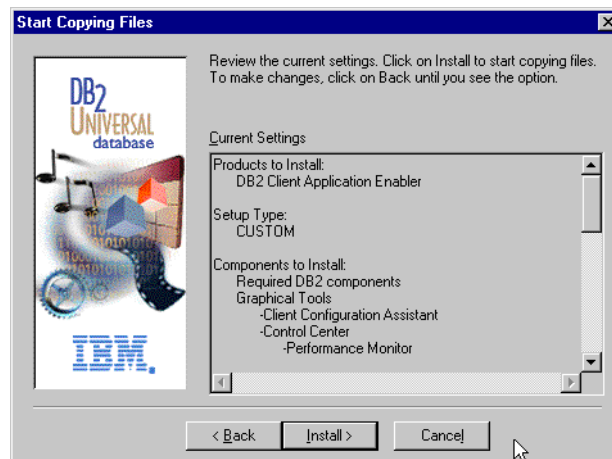 Start Copying Files
DB2
UNIVERSAL
database
IBM.
Review the current settings. Click on Install to start copying files.
To make changes, click on Back until you see the option.
Current Settings
Products to Install:
DB2 Client Application Enabler
Setup Type:
CUSTOM
Components to Install:
Required DB2 components
Graphical Tools
-Client Configuration Assistant
-Control Center
-Performance Monitor
< Back
Install >
Cancel